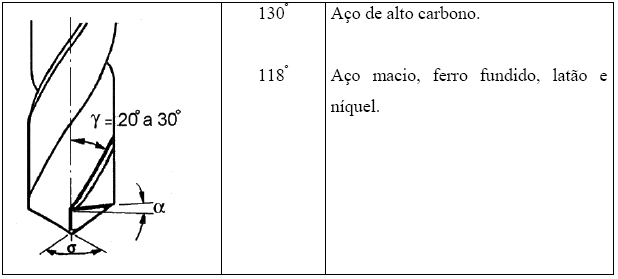 130° Aço de alto carbono.
118° Aço macio, ferro fundido, latão e
níquel.
γ = 20° a 30°
α
σ